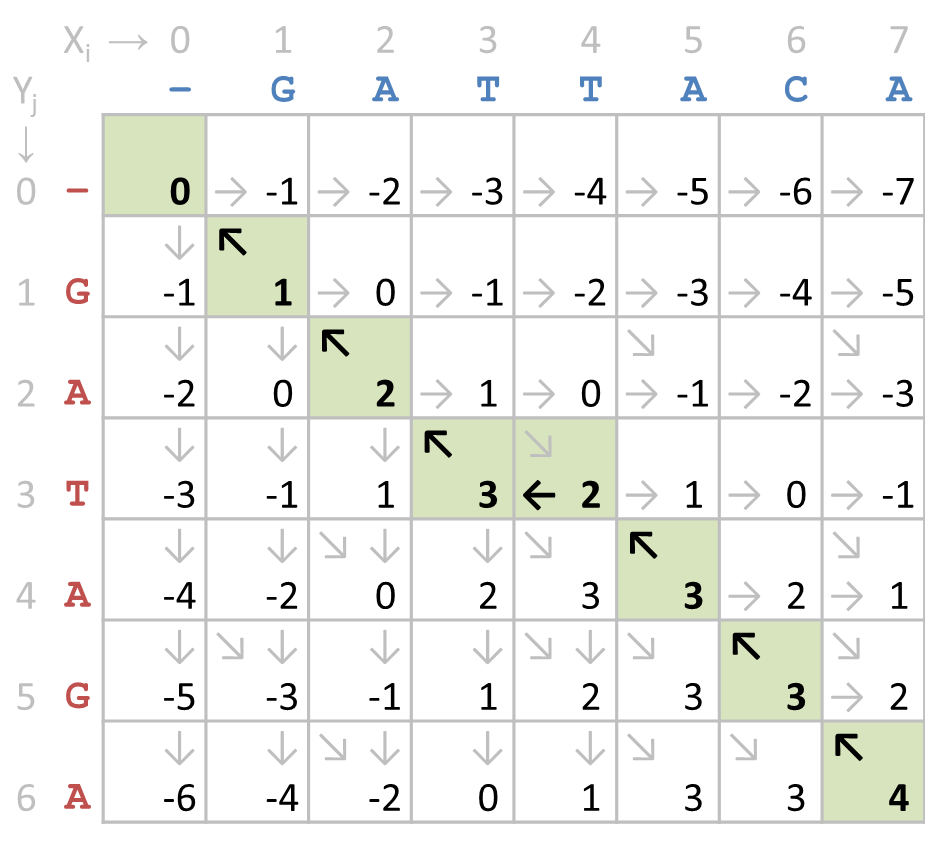 Xi → 0 1 2 3 4 5 6 7
Yj – G A T T A C A
↓
0 – 0 → -1 → -2 → -3 → -4 → -5 → -6 → -7
↓ ↖
1 G -1 1 → 0 → -1 → -2 → -3 → -4 → -5
↓ ↓ ↖ ↘ ↘
2 A -2 0 2 → 1 → 0 → -1 → -2 → -3
↓ ↓ ↓ ↖ ↘
3 T -3 -1 1 3 ← 2 → 1 → 0 → -1
↓ ↓ ↘ ↓ ↓ ↘ ↖ ↘
4 A -4 -2 0 2 3 3 → 2 → 1
↓ ↘ ↓ ↓ ↓ ↘ ↓ ↘ ↖ ↘
5 G -5 -3 -1 1 2 3 3 → 2
↓ ↓ ↘ ↓ ↓ ↓ ↘ ↘ ↖
6 A -6 -4 -2 0 1 3 3 4